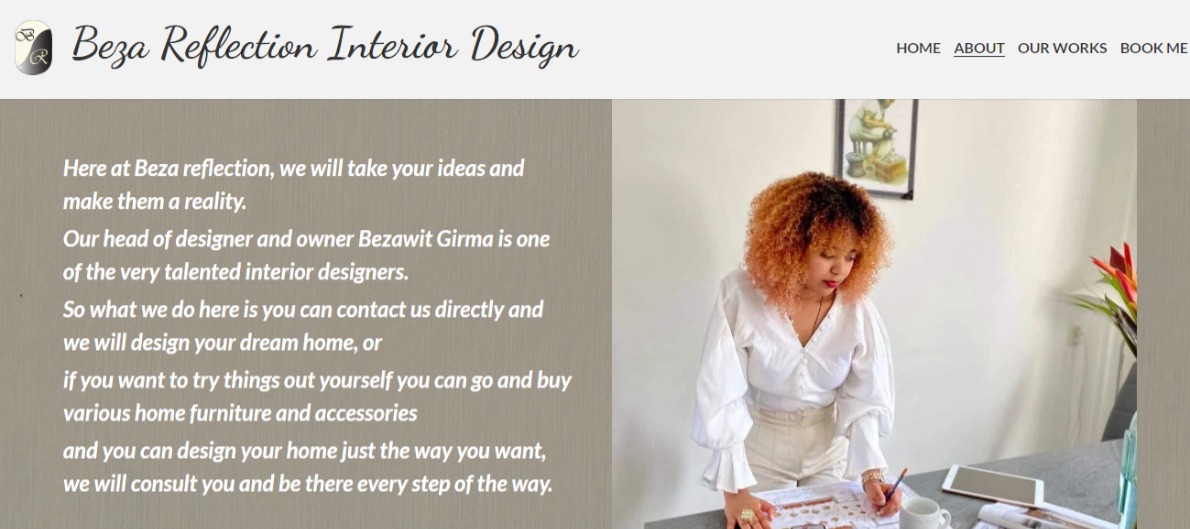 B
R
Beza Reflection Interior Design
HOME ABOUT OUR WORKS BOOK ME
Here at Beza reflection, we will take your ideas and
make them a reality.
Our head of designer and owner Bezawit Girma is one
of the very talented interior designers.
So what we do here is you can contact us directly and
we will design your dream home, or
if you want to try things out yourself you can go and buy
various home furniture and accessories
and you can design your home just the way you want,
we will consult you and be there every step of the way.